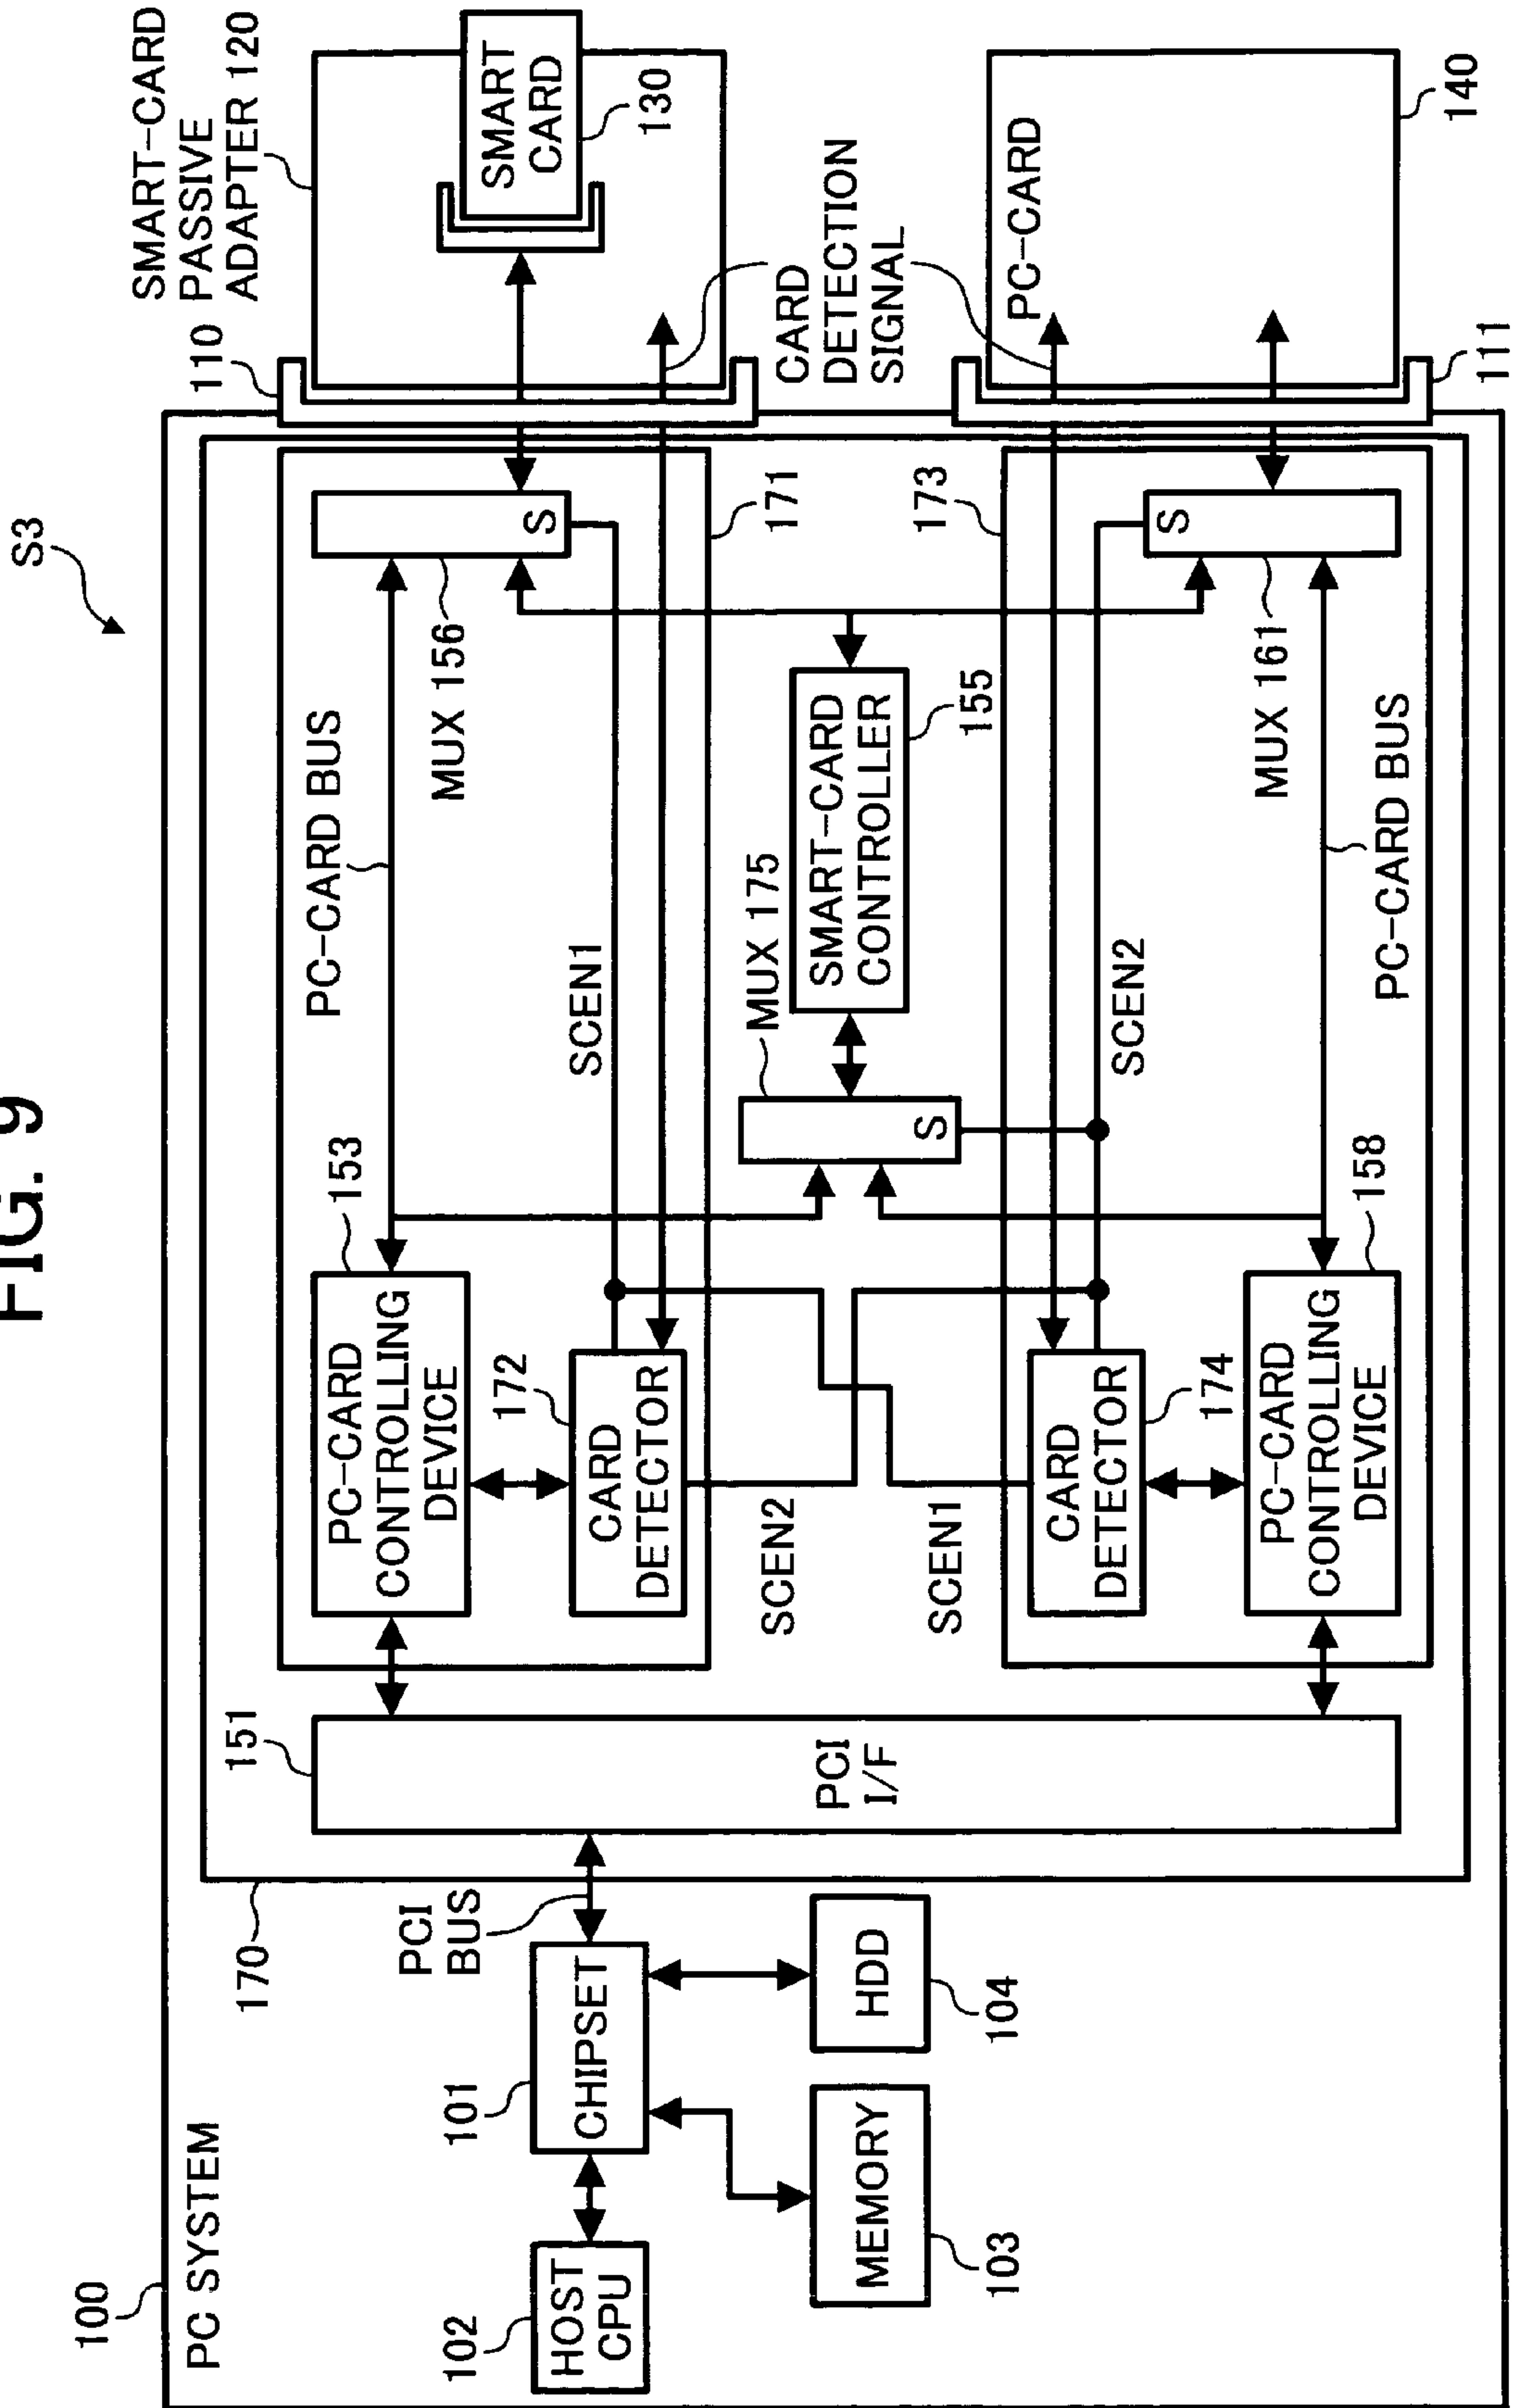 FIG. 9
S3
100
PC SYSTEM
102
HOST
CPU
101
CHIPSET
MEMORY
103
HDD
104
PCI
BUS
170
151
PCI
I/F
153
PC-CARD
CONTROLLING
DEVICE
172
CARD
DETECTOR
SCEN2
SCEN1
CARD
DETECTOR
174
PC-CARD
CONTROLLING
DEVICE
158
PC-CARD BUS
SCEN1
MUX 175
S
SMART-CARD
CONTROLLER
155
SCEN2
PC-CARD BUS
MUX 156
S
171
173
S
MUX 161
110
SMART-CARD
PASSIVE
ADAPTER 120
SMART
CARD
130
CARD
DETECTION
SIGNAL
PC-CARD
140
111